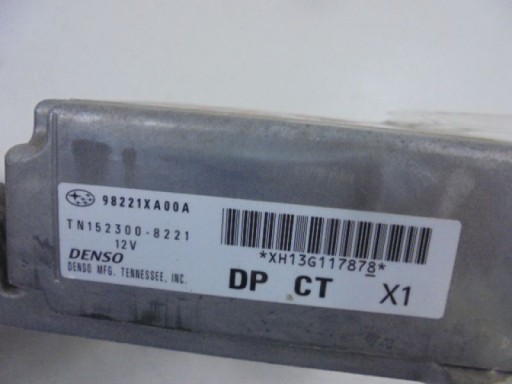 98221XA00A
TN152300-8221
12V
DENSO
DENSO MFG. TENNESSEE, INC.
*XH13G117878*
DP CT X1